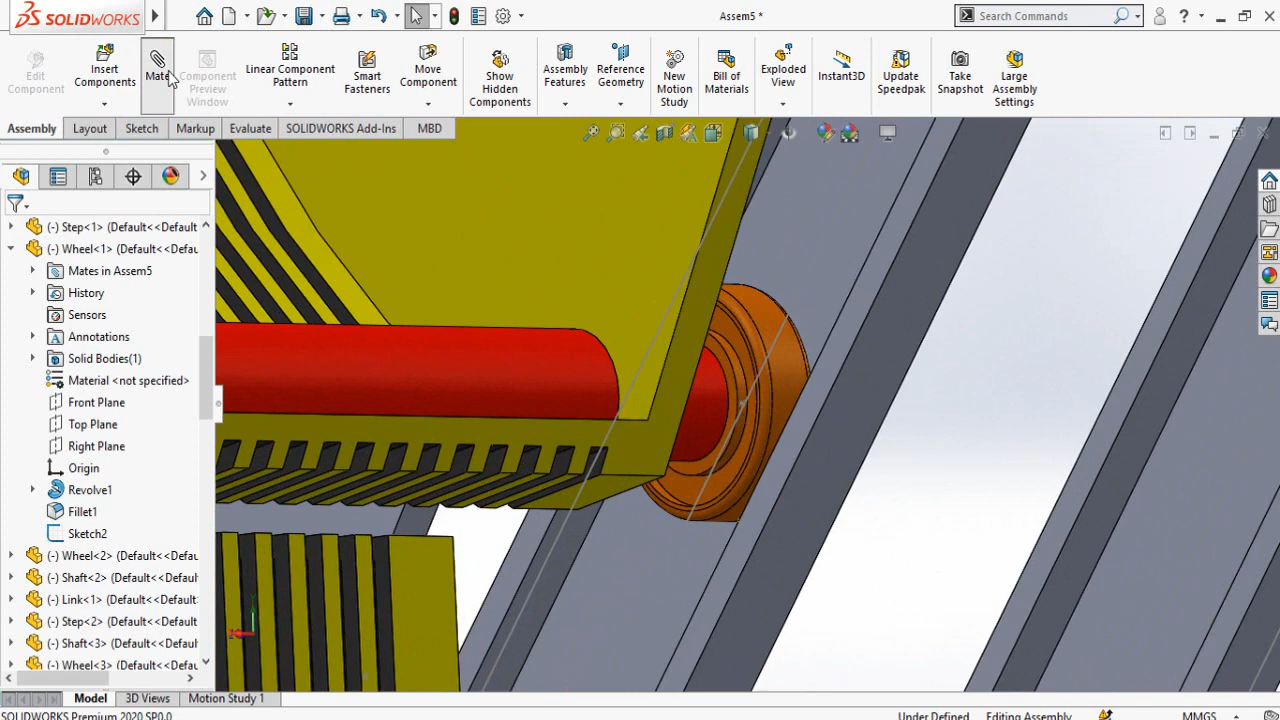 SOLIDWORKS
Assem5 *
Search Commands
?
Edit Component
Insert Components
Mate
Component Preview Window
Linear Component Pattern
Smart Fasteners
Move Component
Show Hidden Components
Assembly Features
Reference Geometry
New Motion Study
Bill of Materials
Exploded View
Instant3D
Update Speedpak
Take Snapshot
Large Assembly Settings
Assembly Layout Sketch Markup Evaluate SOLIDWORKS Add-Ins MBD
(-) Step<1> (Default<<Default
(-) Wheel<1> (Default<<Defau
Mates in Assem5
History
Sensors
Annotations
Solid Bodies(1)
Material <not specified>
Front Plane
Top Plane
Right Plane
Origin
Revolve1
Fillet1
Sketch2
(-) Wheel<2> (Default<<Defau
(-) Shaft<2> (Default<<Defaul
(-) Link<1> (Default<<Default
(-) Step<2> (Default<<Default
(-) Shaft<3> (Default<<Defaul
(-) Wheel<3> (Default<<Defau
Model 3D Views Motion Study 1
SOLIDWORKS Premium 2020 SP0.0
Under Defined Editing Assembly MMGS